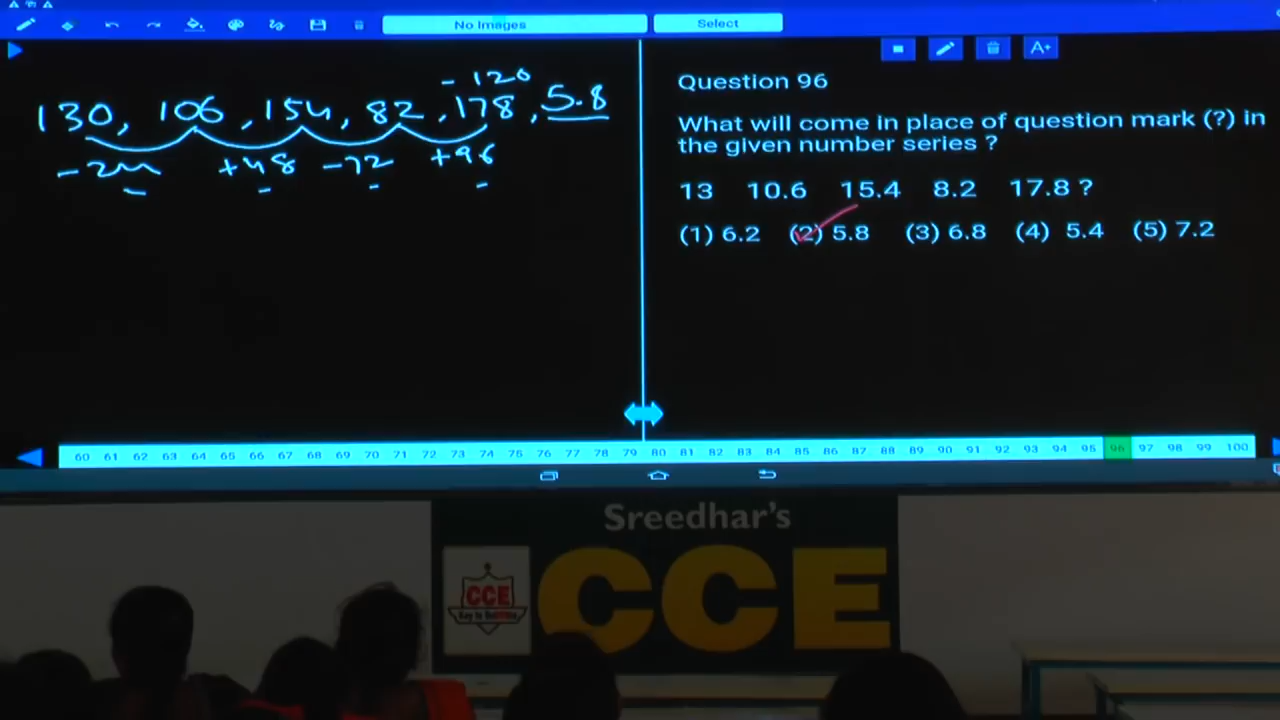 No Images
Select
A+
- 120
130, 106, 154, 82, 178, 5.8
-24 +48 -72 +96
Question 96
What will come in place of question mark (?) in
the given number series ?
13 10.6 15.4 8.2 17.8 ?
(1) 6.2 (2) 5.8 (3) 6.8 (4) 5.4 (5) 7.2
60 61 62 63 64 65 66 67 68 69 70 71 72 73 74 75 76 77 78 79 80 81 82 83 84 85 86 87 88 89 90 91 92 93 94 95 96 97 98 99 100
Sreedhar's
CCE
CCE